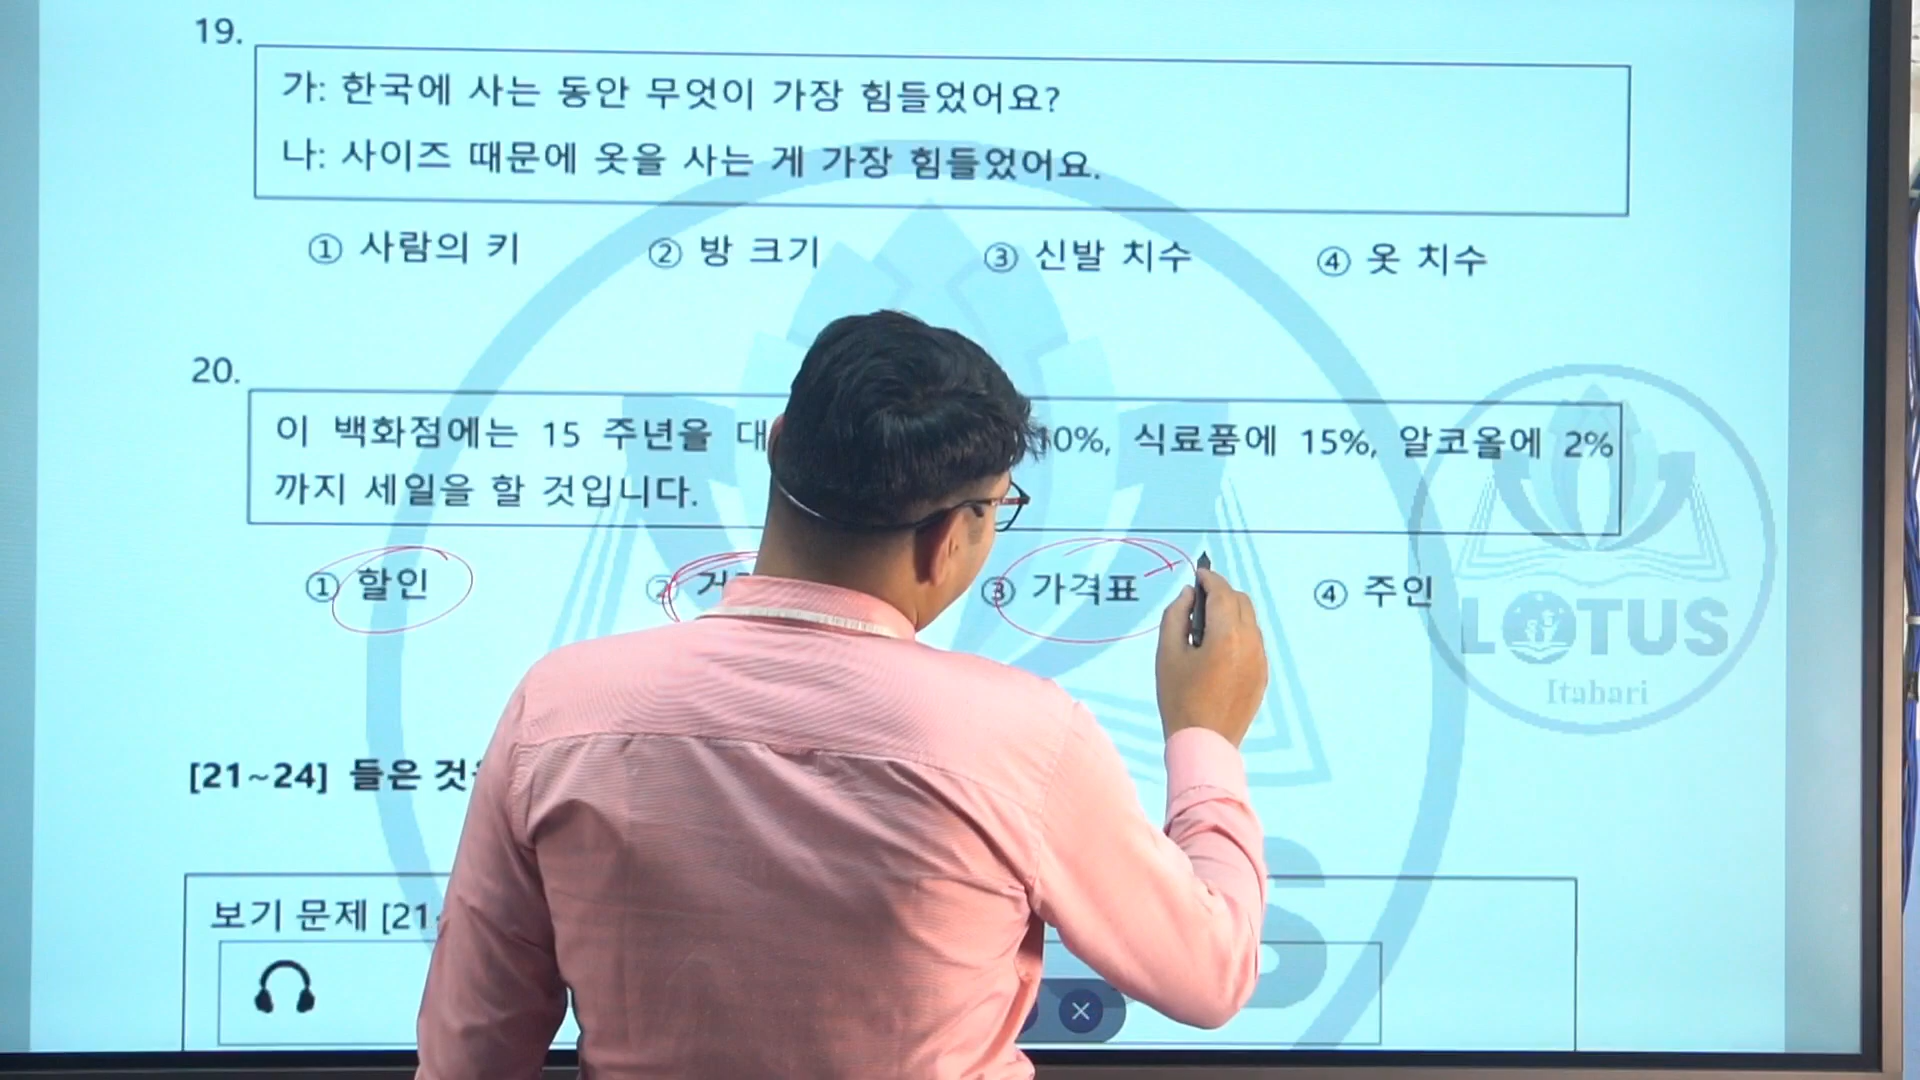 19.
가: 한국에 사는 동안 무엇이 가장 힘들었어요?
나: 사이즈 때문에 옷을 사는 게 가장 힘들었어요.
① 사람의 키 ② 방 크기 ③ 신발 치수 ④ 옷 치수
20.
이 백화점에는 15 주년을 10%, 식료품에 15%, 알코올에 2%
까지 세일을 할 것입니다.
① 할인 ② ③ 가격표 ④ 주인
LOTUS
Itahari
[21~24] 들은
보기 문제 [21